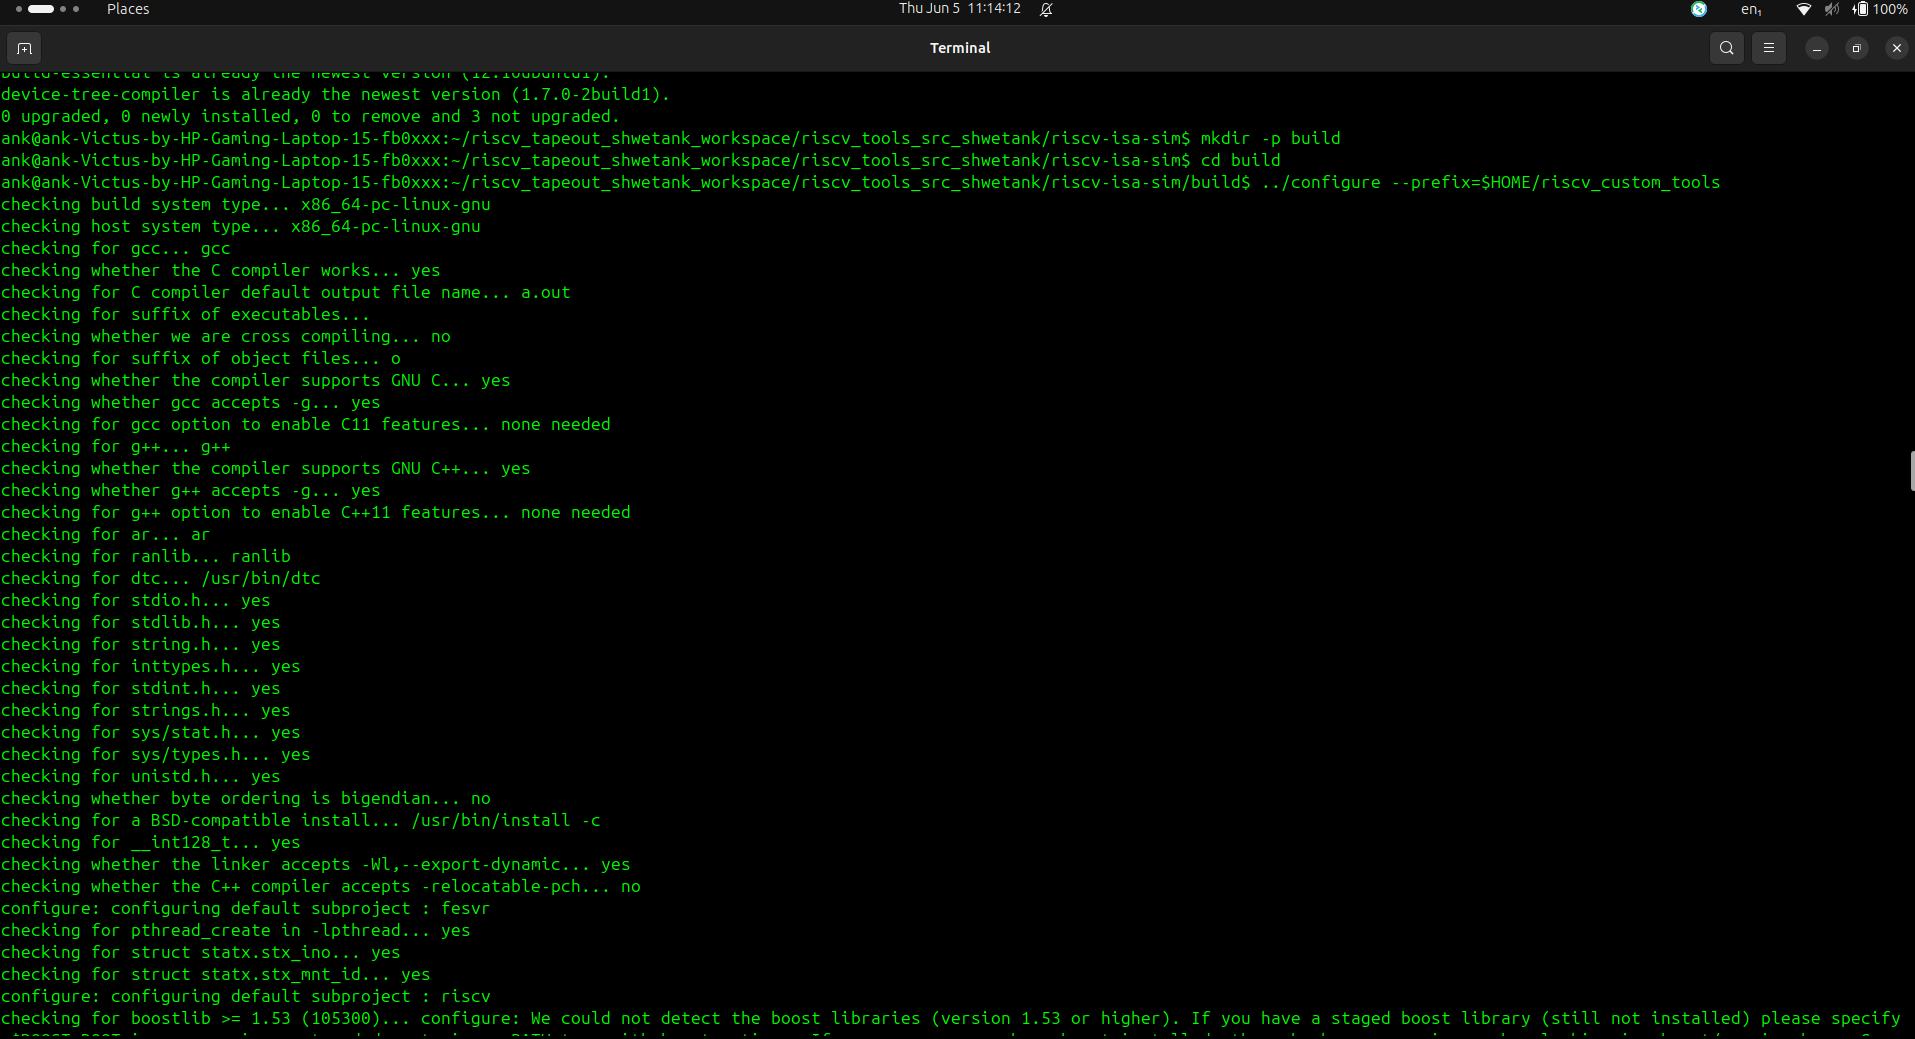 Places
Thu Jun 5 11:14:12
en₁
100%
Terminal
build-essential is already the newest version (12.10ubuntu1).
device-tree-compiler is already the newest version (1.7.0-2build1).
0 upgraded, 0 newly installed, 0 to remove and 3 not upgraded.
ank@ank-Victus-by-HP-Gaming-Laptop-15-fb0xxx:~/riscv_tapeout_shwetank_workspace/riscv_tools_src_shwetank/riscv-isa-sim$ mkdir -p build
ank@ank-Victus-by-HP-Gaming-Laptop-15-fb0xxx:~/riscv_tapeout_shwetank_workspace/riscv_tools_src_shwetank/riscv-isa-sim$ cd build
ank@ank-Victus-by-HP-Gaming-Laptop-15-fb0xxx:~/riscv_tapeout_shwetank_workspace/riscv_tools_src_shwetank/riscv-isa-sim/build$ ../configure --prefix=$HOME/riscv_custom_tools
checking build system type... x86_64-pc-linux-gnu
checking host system type... x86_64-pc-linux-gnu
checking for gcc... gcc
checking whether the C compiler works... yes
checking for C compiler default output file name... a.out
checking for suffix of executables...
checking whether we are cross compiling... no
checking for suffix of object files... o
checking whether the compiler supports GNU C... yes
checking whether gcc accepts -g... yes
checking for gcc option to enable C11 features... none needed
checking for g++... g++
checking whether the compiler supports GNU C++... yes
checking whether g++ accepts -g... yes
checking for g++ option to enable C++11 features... none needed
checking for ar... ar
checking for ranlib... ranlib
checking for dtc... /usr/bin/dtc
checking for stdio.h... yes
checking for stdlib.h... yes
checking for string.h... yes
checking for inttypes.h... yes
checking for stdint.h... yes
checking for strings.h... yes
checking for sys/stat.h... yes
checking for sys/types.h... yes
checking for unistd.h... yes
checking whether byte ordering is bigendian... no
checking for a BSD-compatible install... /usr/bin/install -c
checking for __int128_t... yes
checking whether the linker accepts -Wl,--export-dynamic... yes
checking whether the C++ compiler accepts -relocatable-pch... no
configure: configuring default subproject : fesvr
checking for pthread_create in -lpthread... yes
checking for struct statx.stx_ino... yes
checking for struct statx.stx_mnt_id... yes
configure: configuring default subproject : riscv
checking for boostlib >= 1.53 (105300)... configure: We could not detect the boost libraries (version 1.53 or higher). If you have a staged boost library (still not installed) please specify